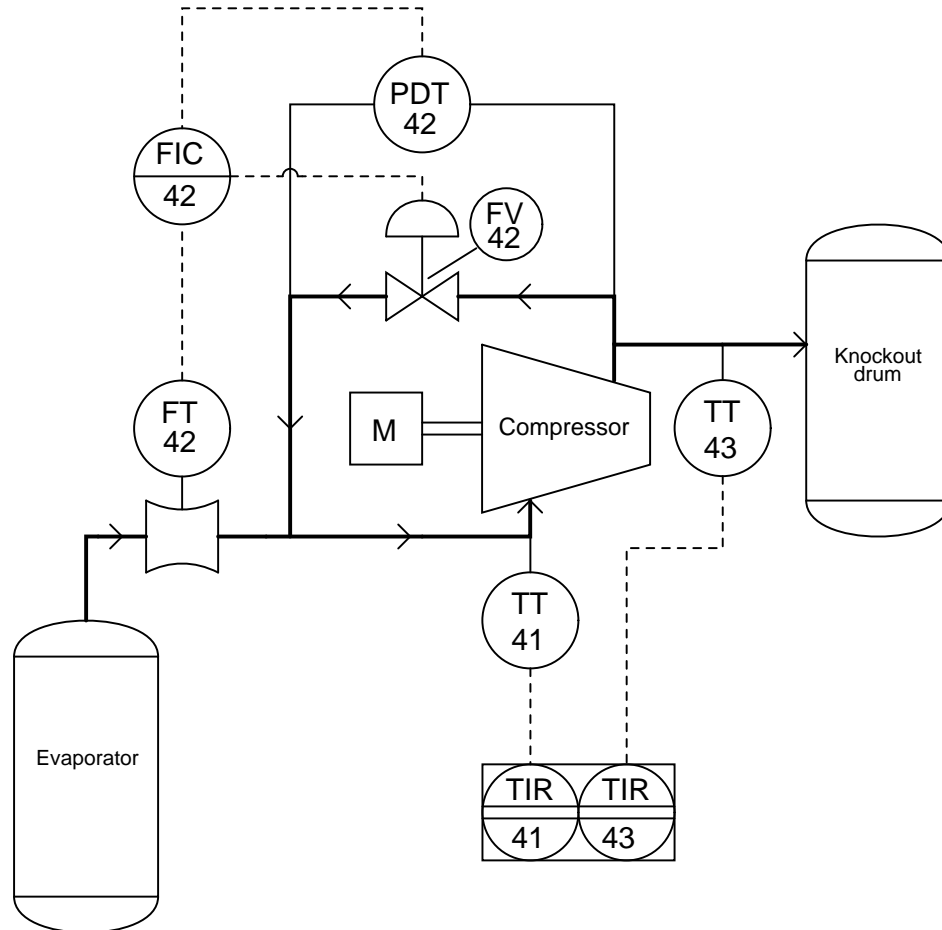 PDT
42
FIC
42
FV
42
FT
42
M
Compressor
TT
43
Knockout
drum
TT
41
Evaporator
TIR
41
TIR
43